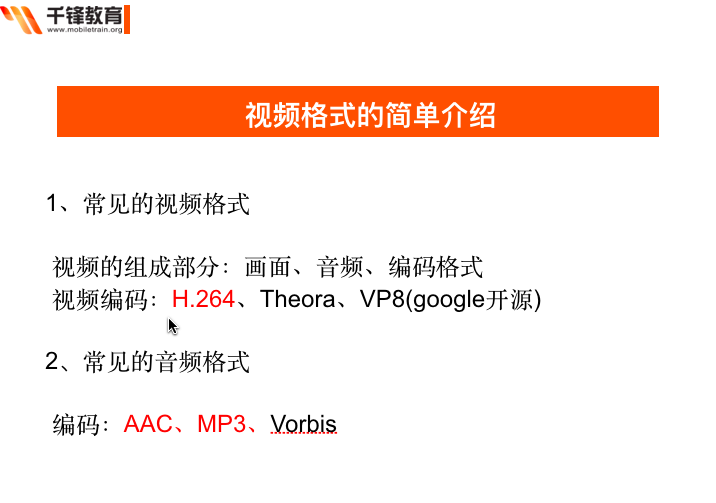 千锋教育
www.mobiletrain.org
视频格式的简单介绍
1、常见的视频格式
视频的组成部分：画面、音频、编码格式
视频编码：H.264、Theora、VP8(google开源)
2、常见的音频格式
编码：AAC、MP3、Vorbis